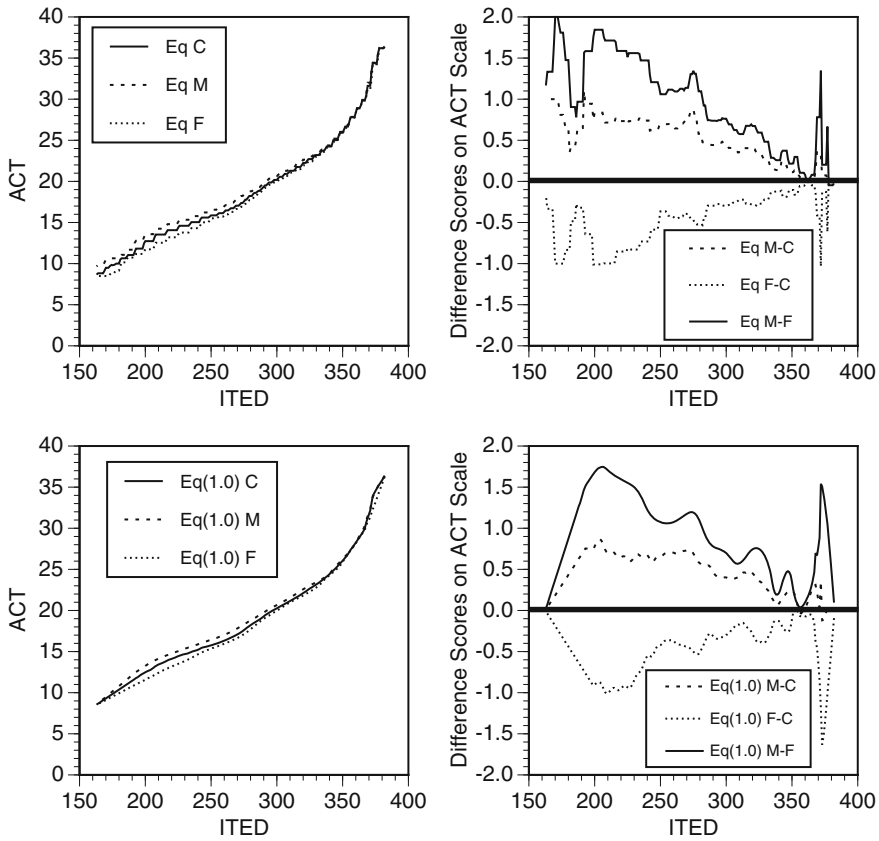 40
35
30
25
20
15
10
5
0
ACT
Eq C
Eq M
Eq F
150 200 250 300 350 400
ITED
2.0
1.5
1.0
0.5
0.0
-0.5
-1.0
-1.5
-2.0
Difference Scores on ACT Scale
Eq M-C
Eq F-C
Eq M-F
150 200 250 300 350 400
ITED
40
35
30
25
20
15
10
5
0
ACT
Eq(1.0) C
Eq(1.0) M
Eq(1.0) F
150 200 250 300 350 400
ITED
2.0
1.5
1.0
0.5
0.0
-0.5
-1.0
-1.5
-2.0
Difference Scores on ACT Scale
Eq(1.0) M-C
Eq(1.0) F-C
Eq(1.0) M-F
150 200 250 300 350 400
ITED